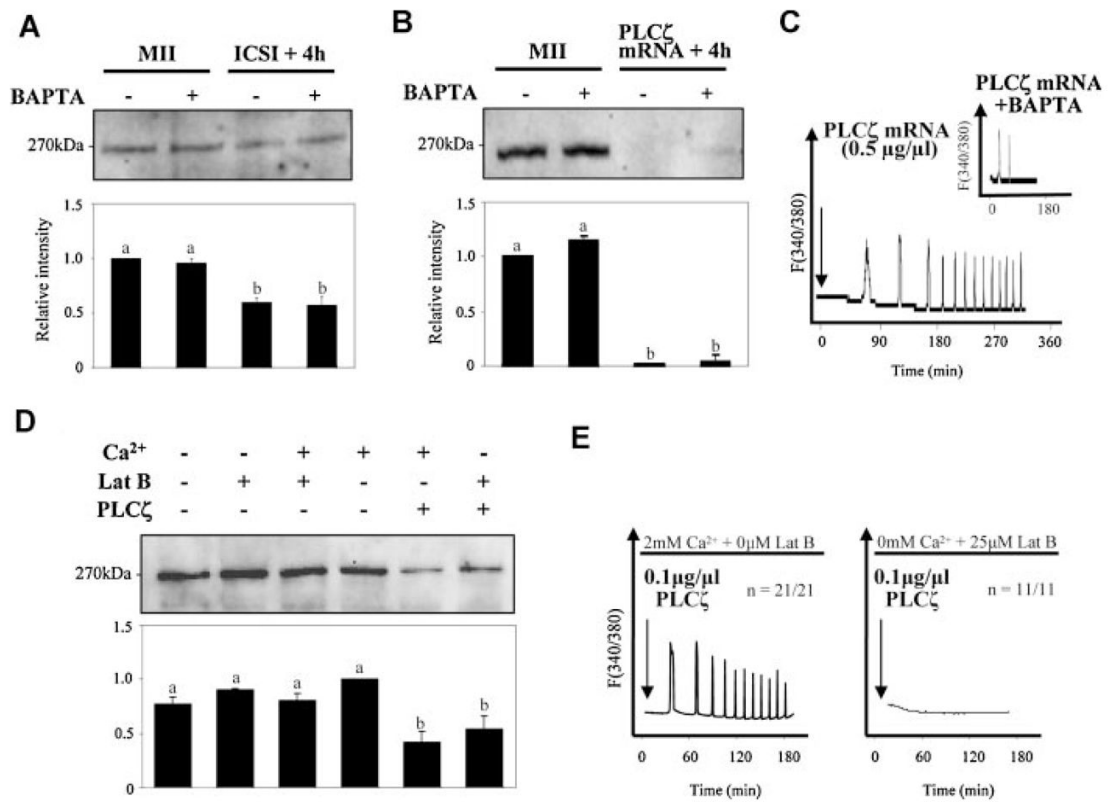 A
MII ICSI + 4h
BAPTA - + - +
270kDa
1.5
1.0
0.5
0
Relative intensity
a a b b
B
MII PLCζ mRNA + 4h
BAPTA - + - +
270kDa
1.5
1.0
0.5
0
Relative intensity
a a b b
C
PLCζ mRNA
(0.5 µg/µl)
F(340/380)
0 90 180 270 360
Time (min)
PLCζ mRNA
+BAPTA
F(340/380)
0 180
D
Ca²⁺ - - + + + -
Lat B - + + - - +
PLCζ - - - - + +
270kDa
1.5
1.0
0.5
0
a a a a b b
E
2mM Ca²⁺ + 0µM Lat B
0.1µg/µl
PLCζ
n = 21/21
F(340/380)
0 60 120 180
Time (min)
0mM Ca²⁺ + 25µM Lat B
0.1µg/µl
PLCζ
n = 11/11
0 60 120 180
Time (min)